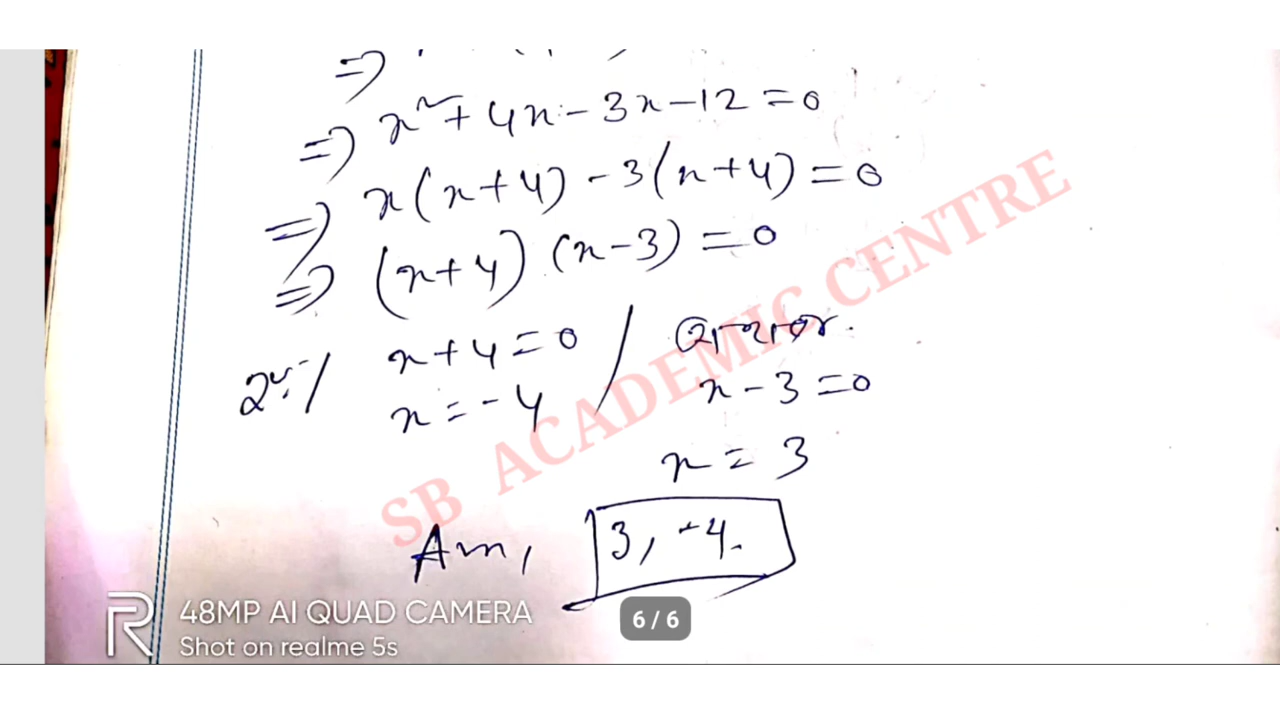 ⇒
⇒ x² + 4x - 3x - 12 = 0
⇒ x(x+4) - 3(x+4) = 0
⇒ (x+4) (x-3) = 0
x+4=0 /
x = -4
x - 3 = 0
x = 3
Ans, 3, -4.
SB ACADEMIC CENTRE
48MP AI QUAD CAMERA
Shot on realme 5s
6 / 6